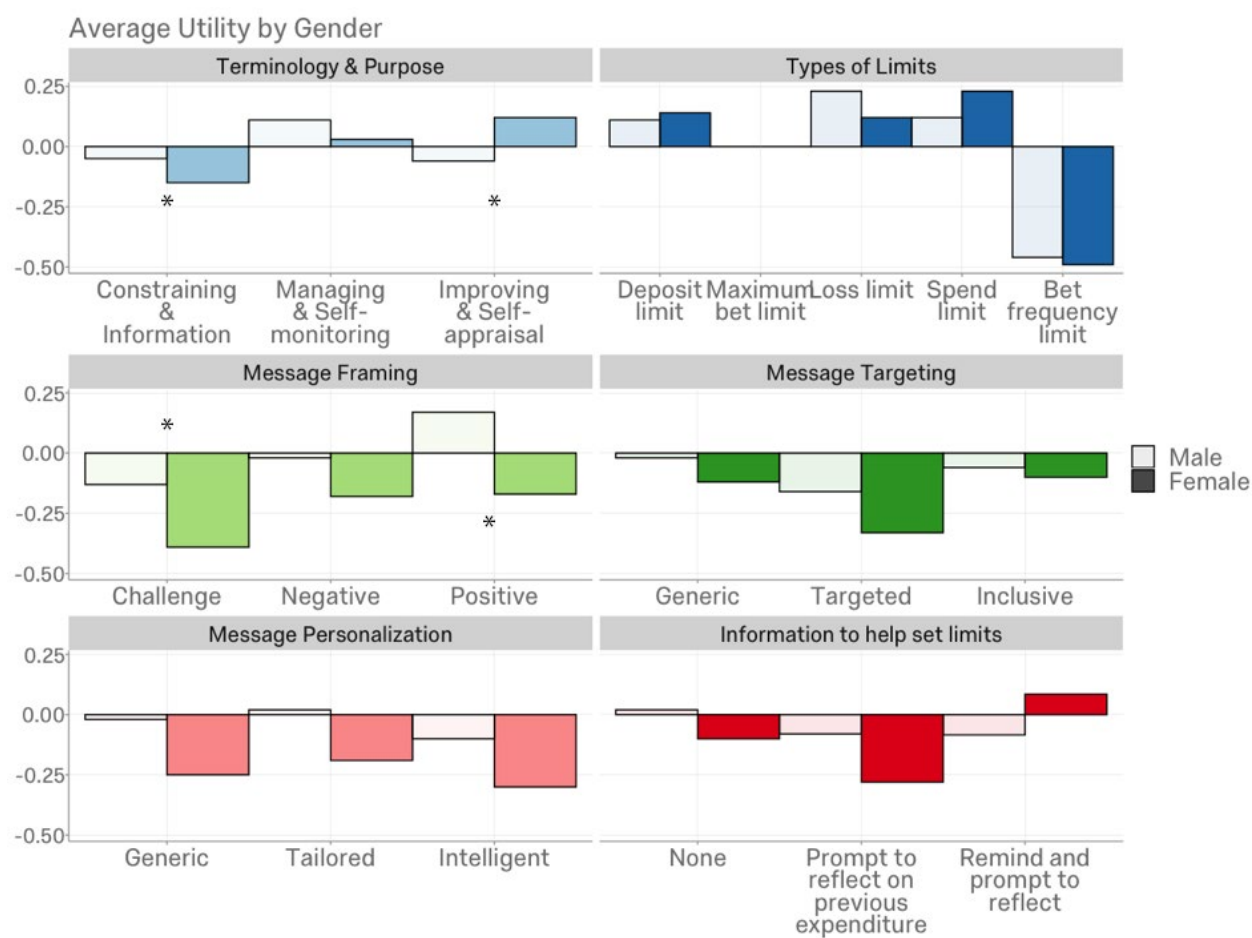 Average Utility by Gender
Terminology & Purpose
Types of Limits
0.25
0.00
-0.25
-0.50
*
*
Constraining
&
Information
Managing
& Self-
monitoring
Improving
& Self-
appraisal
Deposit
limit
Maximum
bet limit
Loss limit
Spend
limit
Bet
frequency
limit
Message Framing
Message Targeting
0.25
0.00
-0.25
-0.50
*
*
Challenge
Negative
Positive
Generic
Targeted
Inclusive
Male
Female
Message Personalization
Information to help set limits
0.25
0.00
-0.25
-0.50
Generic
Tailored
Intelligent
None
Prompt to
reflect on
previous
expenditure
Remind and
prompt to
reflect